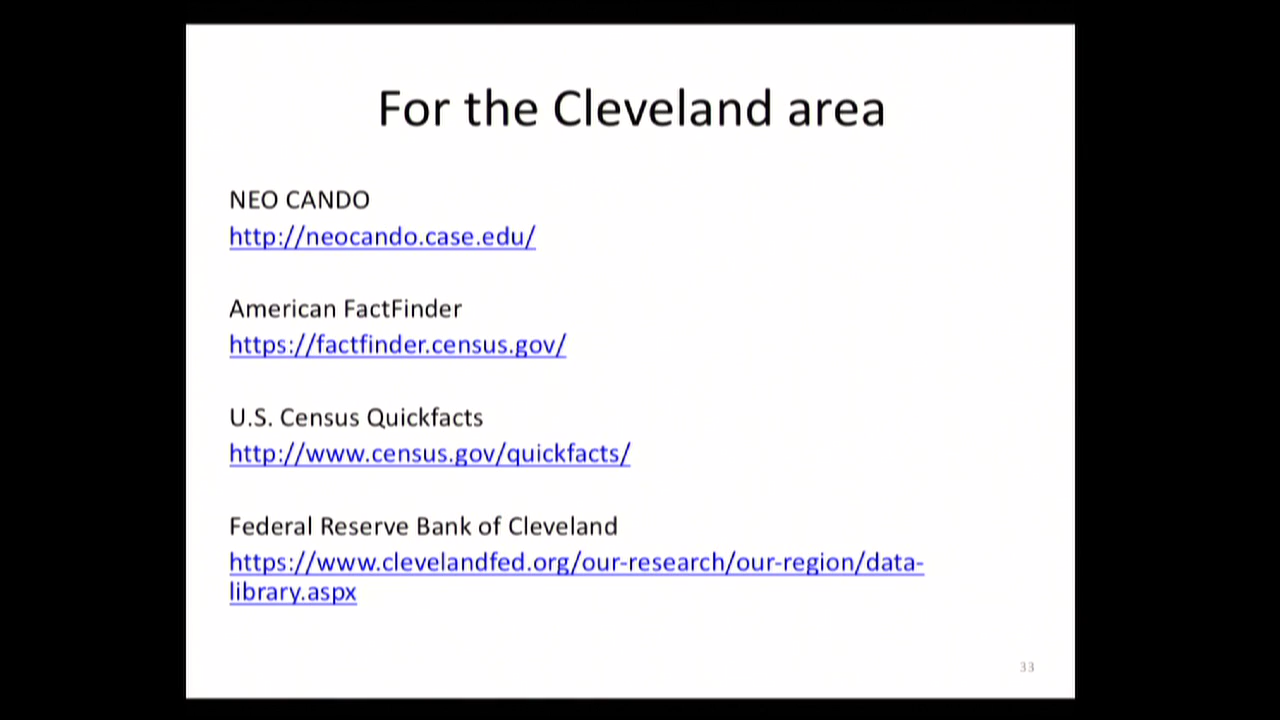 For the Cleveland area
NEO CANDO
http://neocando.case.edu/
American FactFinder
https://factfinder.census.gov/
U.S. Census Quickfacts
http://www.census.gov/quickfacts/
Federal Reserve Bank of Cleveland
https://www.clevelandfed.org/our-research/our-region/data-
library.aspx
33